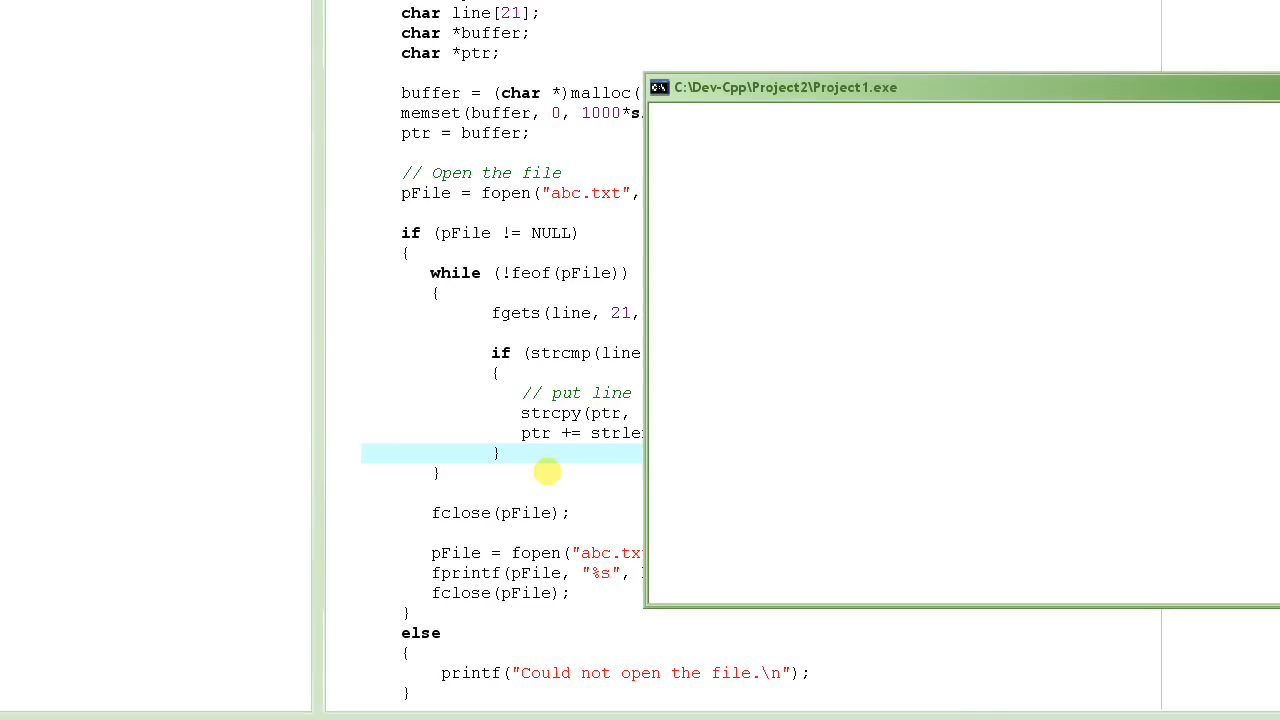 char line[21];
char *buffer;
char *ptr;
buffer = (char *)malloc(
C:\Dev-Cpp\Project2\Project1.exe
memset(buffer, 0, 1000*s
ptr = buffer;
// Open the file
pFile = fopen("abc.txt",
if (pFile != NULL)
{
while (!feof(pFile))
{
fgets(line, 21,
if (strcmp(line
{
// put line
strcpy(ptr,
ptr += strle
}
}
fclose(pFile);
pFile = fopen("abc.tx
fprintf(pFile, "%s",
fclose(pFile);
}
else
{
printf("Could not open the file.\n");
}